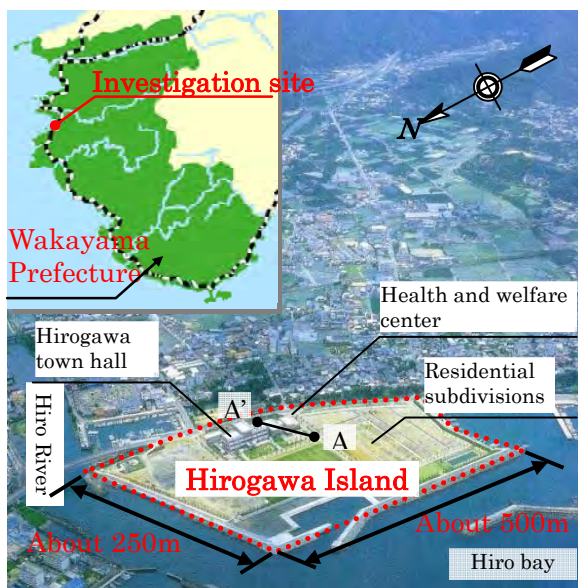 Investigation site
N
Wakayama
Prefecture
Health and welfare
center
Hirogawa
town hall
Residential
subdivisions
A'
A
Hiro River
Hirogawa Island
About 250m
About 500m
Hiro bay